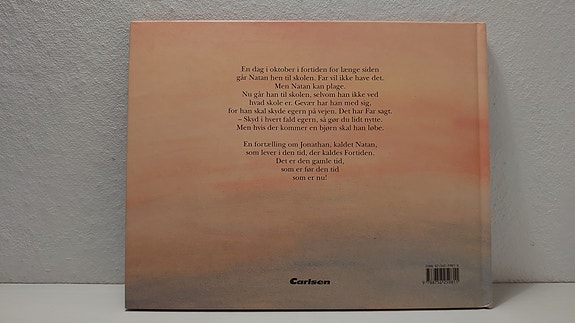 En dag i oktober i fortiden for længe siden
går Natan hen til skolen. Far vil ikke have det.
Men Natan kan plage.
Nu går han til skolen, selvom han ikke ved
hvad skole er. Gevær har han med sig,
for han skal skyde egern på vejen. Det har Far sagt.
– Skyd i hvert fald egern, så gør du lidt nytte.
Men hvis der kommer en bjørn skal han løbe.
En fortælling om Jonathan, kaldet Natan,
som lever i den tid, der kaldes Fortiden.
Det er den gamle tid,
som er før den tid
som er nu!
Carlsen